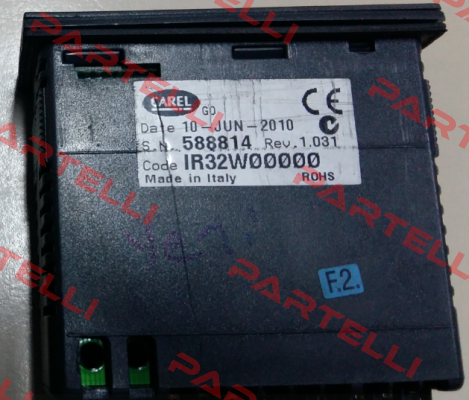 CAREL
GO
Date 10-JUN-2010
S.N. 588814 Rev. 1.031
Code IR32W00000
Made in Italy ROHS
CE
F.2.
PARTELLI
PARTELLI
PARTELLI
PARTELLI
PARTELLI